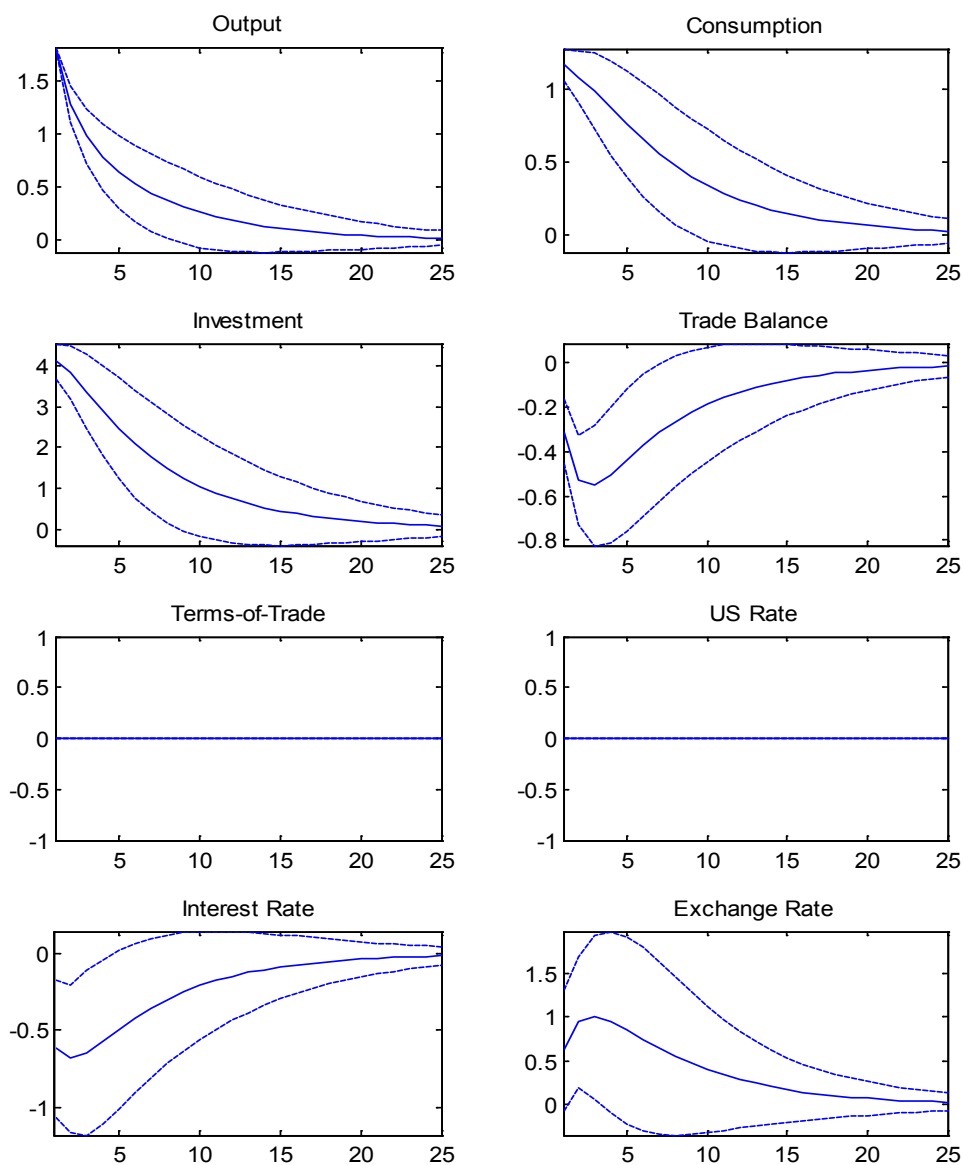 Output
1.5
1
0.5
0
5 10 15 20 25
Consumption
1
0.5
0
5 10 15 20 25
Investment
4
3
2
1
0
5 10 15 20 25
Trade Balance
0
-0.2
-0.4
-0.6
-0.8
5 10 15 20 25
Terms-of-Trade
1
0.5
0
-0.5
-1
5 10 15 20 25
US Rate
1
0.5
0
-0.5
-1
5 10 15 20 25
Interest Rate
0
-0.5
-1
5 10 15 20 25
Exchange Rate
1.5
1
0.5
0
5 10 15 20 25